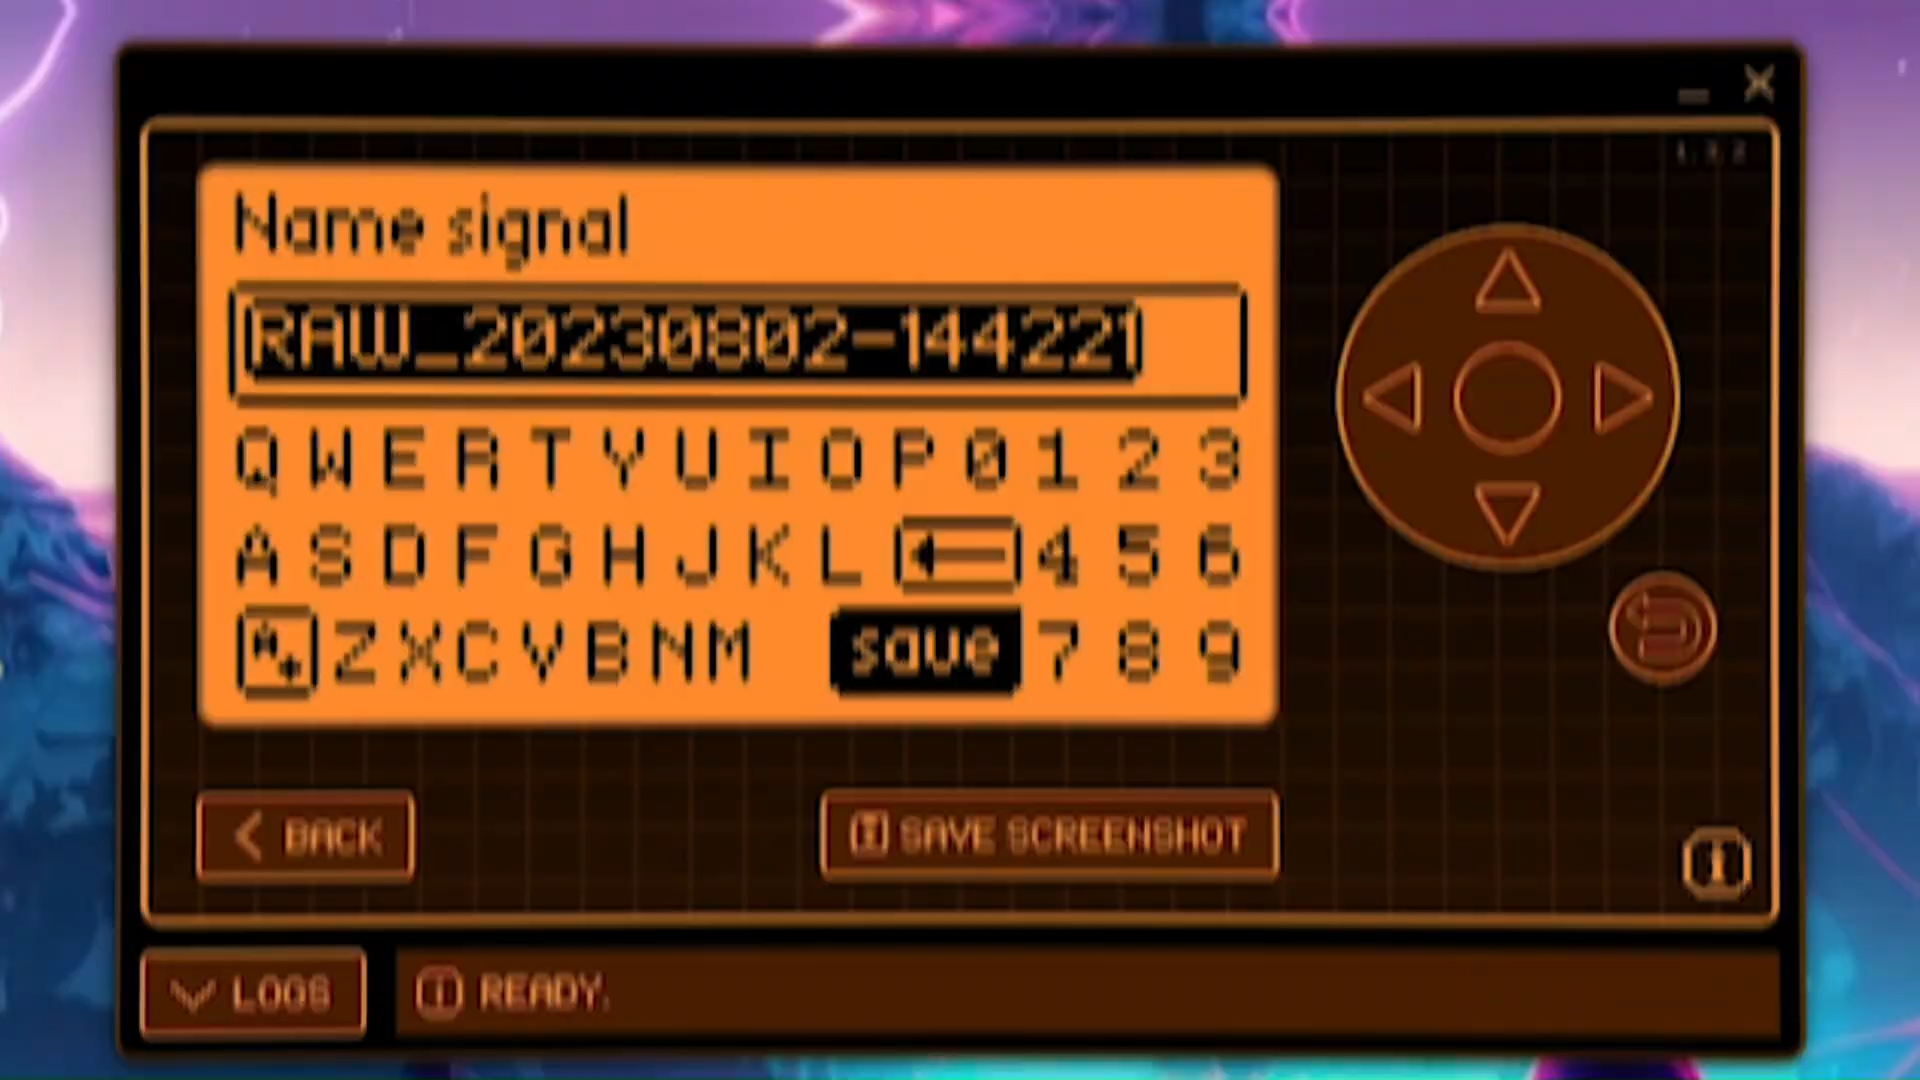 Name signal
RAW_20230802-144221
Q W E R T Y U I O P 0 1 2 3
A S D F G H J K L 4 5 6
Z X C V B N M save 7 8 9
BACK
SAVE SCREENSHOT
LOGS
READY.